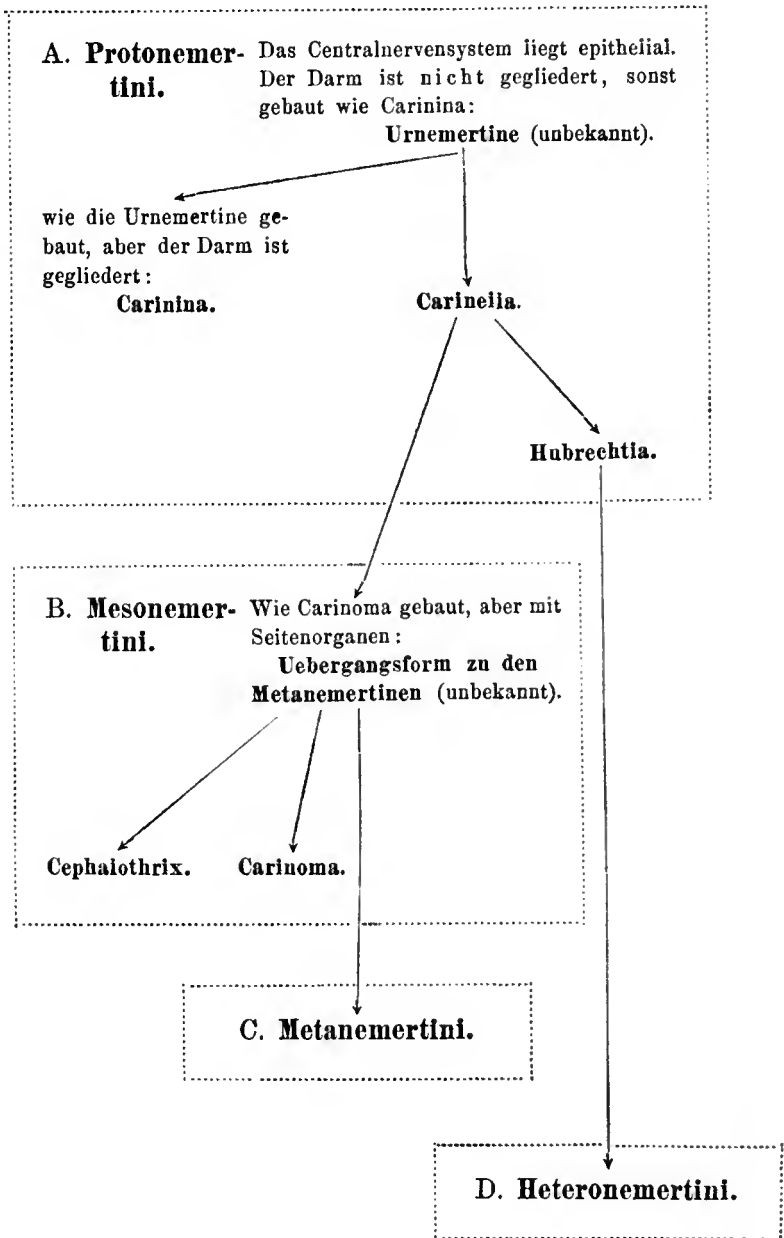 A. Protonemer-
tini.
Das Centralnervensystem liegt epithelial.
Der Darm ist nicht gegliedert, sonst
gebaut wie Carinina:
Urnemertine (unbekannt).
wie die Urnemertine ge-
baut, aber der Darm ist
gegliedert:
Carinina.
Carinella.
Hubrechtia.
B. Mesonemer-
tini.
Wie Carinoma gebaut, aber mit
Seitenorganen:
Uebergangsform zu den
Metanemertinen (unbekannt).
Cephalothrix.
Carinoma.
C. Metanemertini.
D. Heteronemertini.